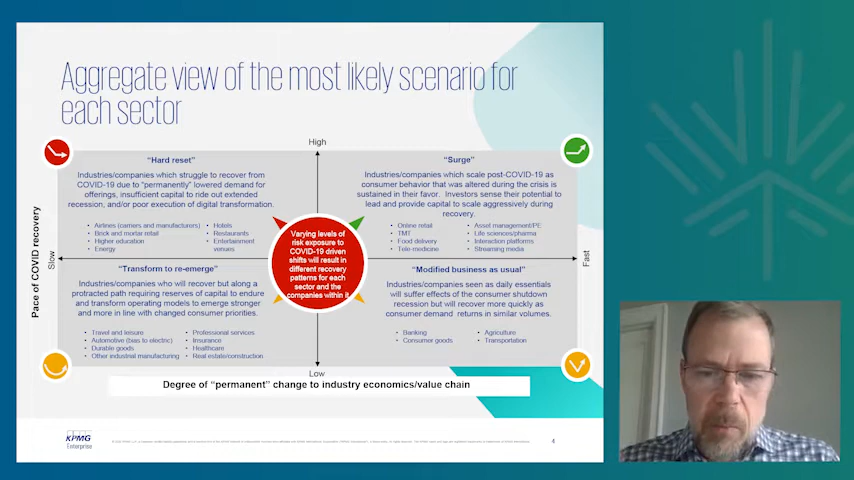 Aggregate view of the most likely scenario for
each sector
High
"Hard reset"
Industries/companies which struggle to recover from
COVID-19 due to "permanently" lowered demand for
offerings, insufficient capital to ride out extended
recession, and/or poor execution of digital transformation.
• Airlines (carriers and manufacturers)
• Brick and mortar retail
• Higher education
• Energy
• Hotels
• Restaurants
• Entertainment
venues
"Surge"
Industries/companies which scale post-COVID-19 as
consumer behavior that was altered during the crisis is
sustained in their favor. Investors sense their potential to
lead and provide capital to scale aggressively during
recovery.
• Online retail
• TMT
• Food delivery
• Tele-medicine
• Asset management/PE
• Life sciences/pharma
• Interaction platforms
• Streaming media
Varying levels of
risk exposure to
COVID-19 driven
shifts will result in
different recovery
patterns for each
sector and the
companies within it
Pace of COVID recovery
Slow
Fast
"Transform to re-emerge"
Industries/companies who will recover but along a
protracted path requiring reserves of capital to endure
and transform operating models to emerge stronger
and more in line with changed consumer priorities.
• Travel and leisure
• Automotive (bias to electric)
• Durable goods
• Other industrial manufacturing
• Professional services
• Insurance
• Healthcare
• Real estate/construction
"Modified business as usual"
Industries/companies seen as daily essentials
will suffer effects of the consumer shutdown
recession but will recover more quickly as
consumer demand returns in similar volumes.
• Banking
• Consumer goods
• Agriculture
• Transportation
Low
Degree of "permanent" change to industry economics/value chain
KPMG
Enterprise
4